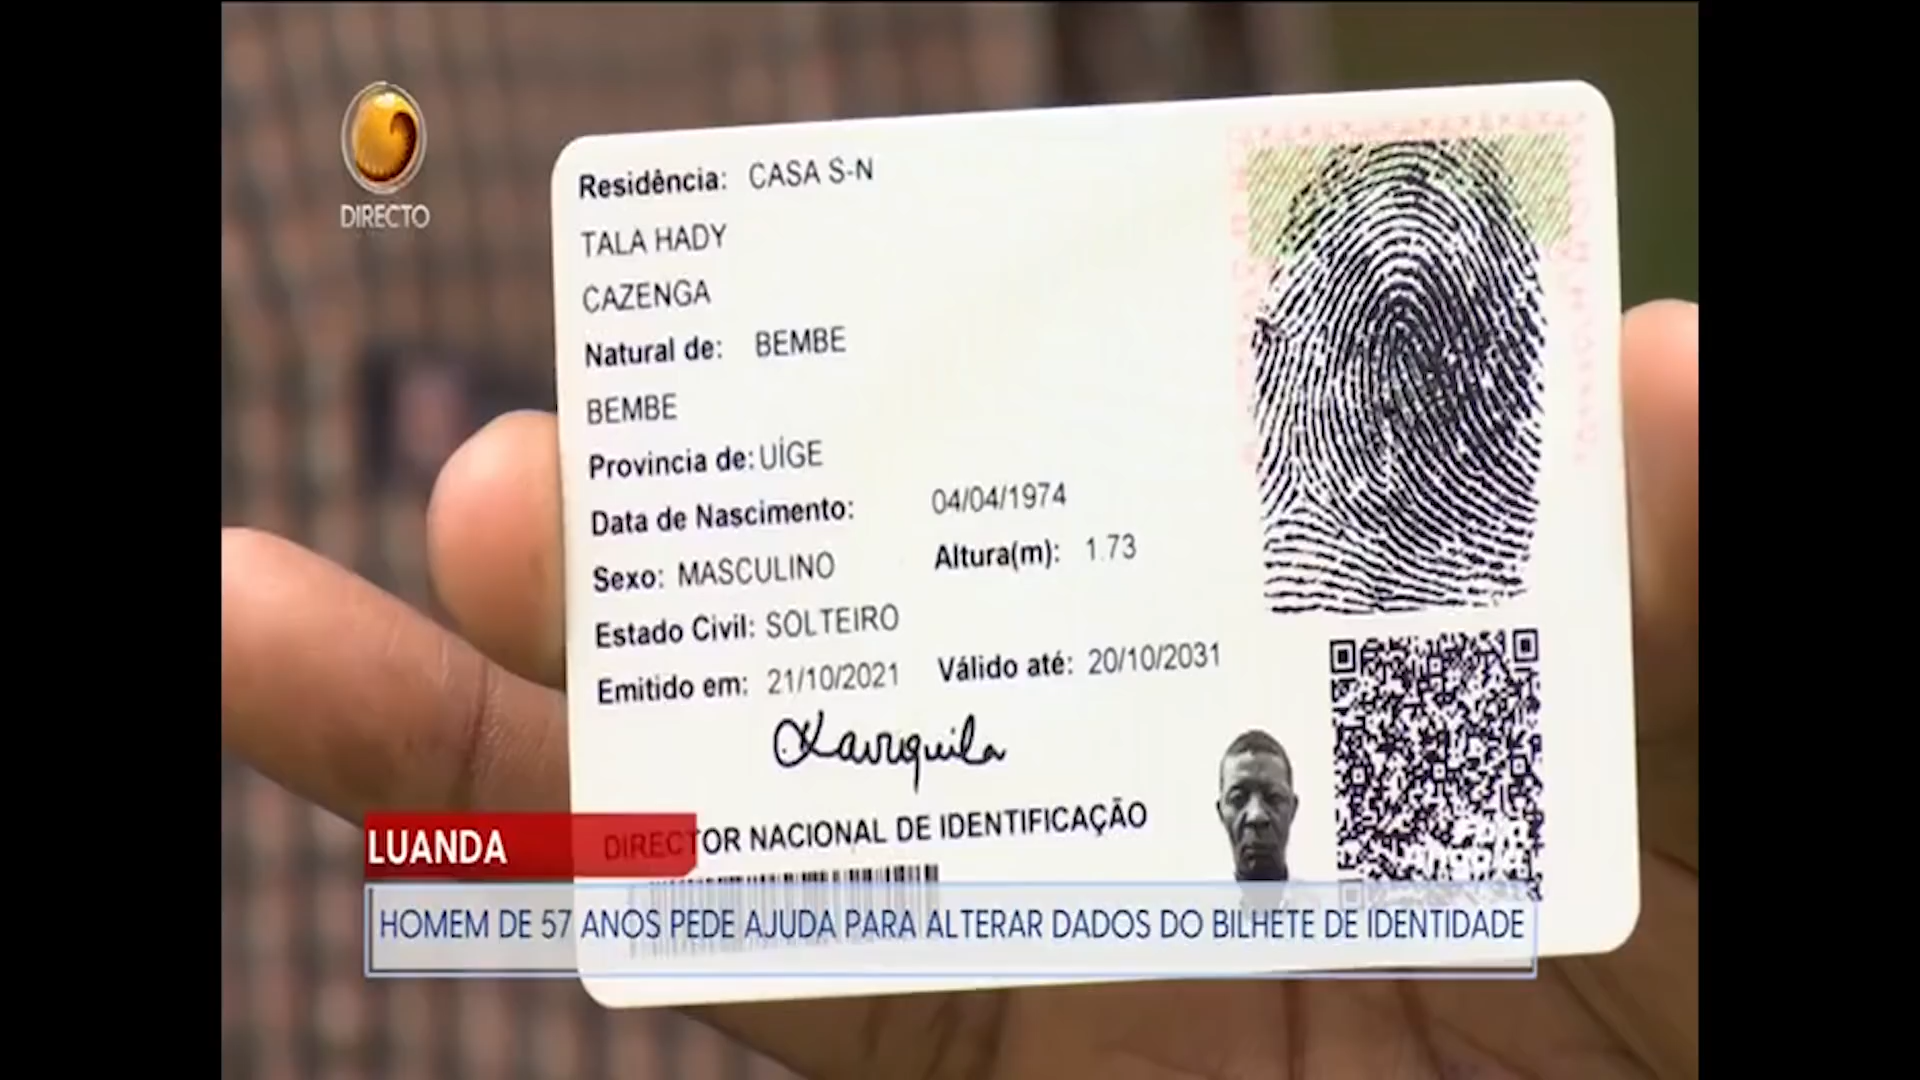 DIRECTO
Residência: CASA S-N
TALA HADY
CAZENGA
Natural de: BEMBE
BEMBE
Provincia de: UÍGE
Data de Nascimento: 04/04/1974
Sexo: MASCULINO Altura(m): 1.73
Estado Civil: SOLTEIRO
Emitido em: 21/10/2021 Válido até: 20/10/2031
DIRECTOR NACIONAL DE IDENTIFICAÇÃO
LUANDA
HOMEM DE 57 ANOS PEDE AJUDA PARA ALTERAR DADOS DO BILHETE DE IDENTIDADE